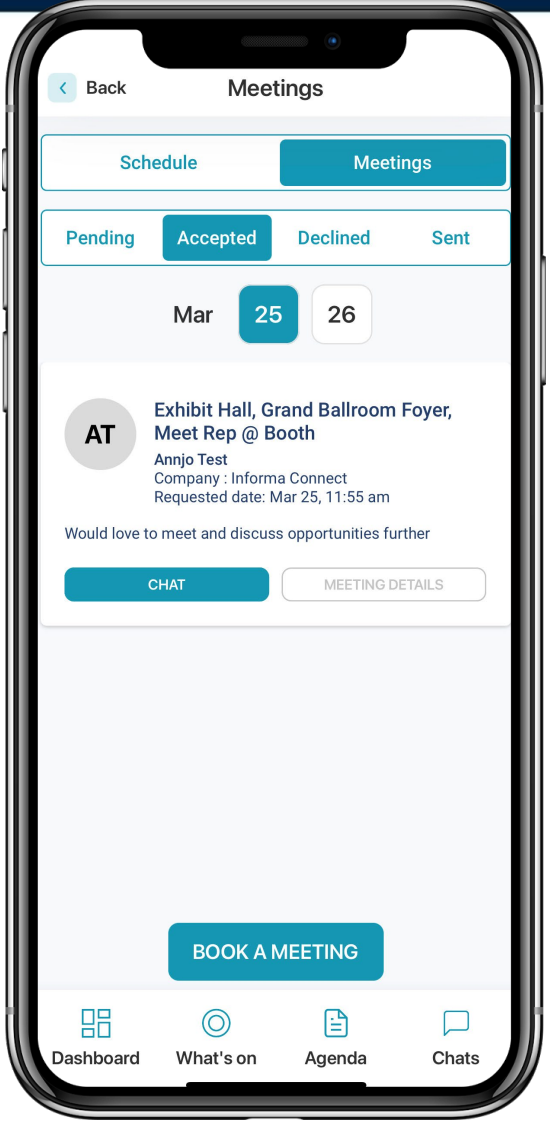 Back
Meetings
Schedule
Meetings
Pending
Accepted
Declined
Sent
Mar
25
26
AT
Exhibit Hall, Grand Ballroom Foyer,
Meet Rep @ Booth
Annjo Test
Company : Informa Connect
Requested date: Mar 25, 11:55 am
Would love to meet and discuss opportunities further
CHAT
MEETING DETAILS
BOOK A MEETING
Dashboard
What's on
Agenda
Chats